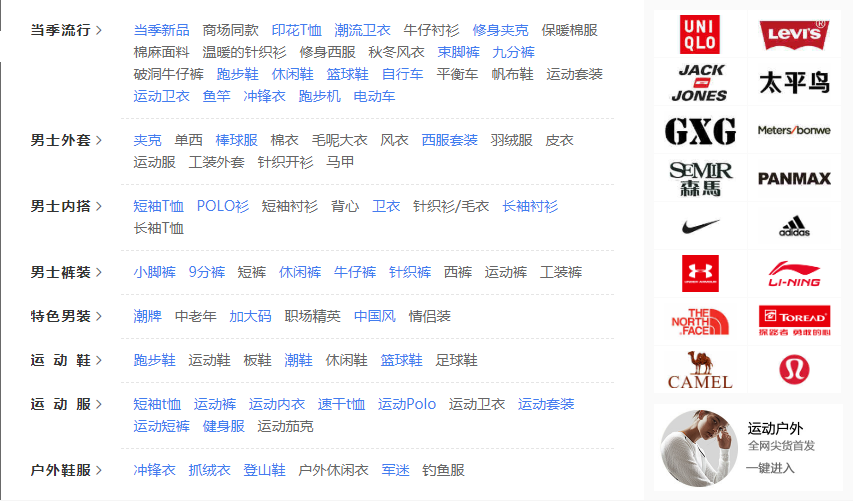 当季流行 > 当季新品 商场同款 印花T恤 潮流卫衣 牛仔衬衫 修身夹克 保暖棉服
棉麻面料 温暖的针织衫 修身西服 秋冬风衣 束脚裤 九分裤
破洞牛仔裤 跑步鞋 休闲鞋 篮球鞋 自行车 平衡车 帆布鞋 运动套装
运动卫衣 鱼竿 冲锋衣 跑步机 电动车
男士外套 > 夹克 单西 棒球服 棉衣 毛呢大衣 风衣 西服套装 羽绒服 皮衣
运动服 工装外套 针织开衫 马甲
男士内搭 > 短袖T恤 POLO衫 短袖衬衫 背心 卫衣 针织衫/毛衣 长袖衬衫
长袖T恤
男士裤装 > 小脚裤 9分裤 短裤 休闲裤 牛仔裤 针织裤 西裤 运动裤 工装裤
特色男装 > 潮牌 中老年 加大码 职场精英 中国风 情侣装
运动鞋 > 跑步鞋 运动鞋 板鞋 潮鞋 休闲鞋 篮球鞋 足球鞋
运动服 > 短袖t恤 运动裤 运动内衣 速干t恤 运动Polo 运动卫衣 运动套装
运动短裤 健身服 运动茄克
户外鞋服 > 冲锋衣 抓绒衣 登山鞋 户外休闲衣 军迷 钓鱼服
UNI
QLO
LEVI'S
JACK
JONES
太平鸟
GXG
Meters/bonwe
SEMIR
森馬
PANMAX
adidas
UNDER ARMOUR
LI-NING
THE
NORTH
FACE
TOREAD
探路者 勇敢的心
CAMEL
运动户外
全网尖货首发
一键进入